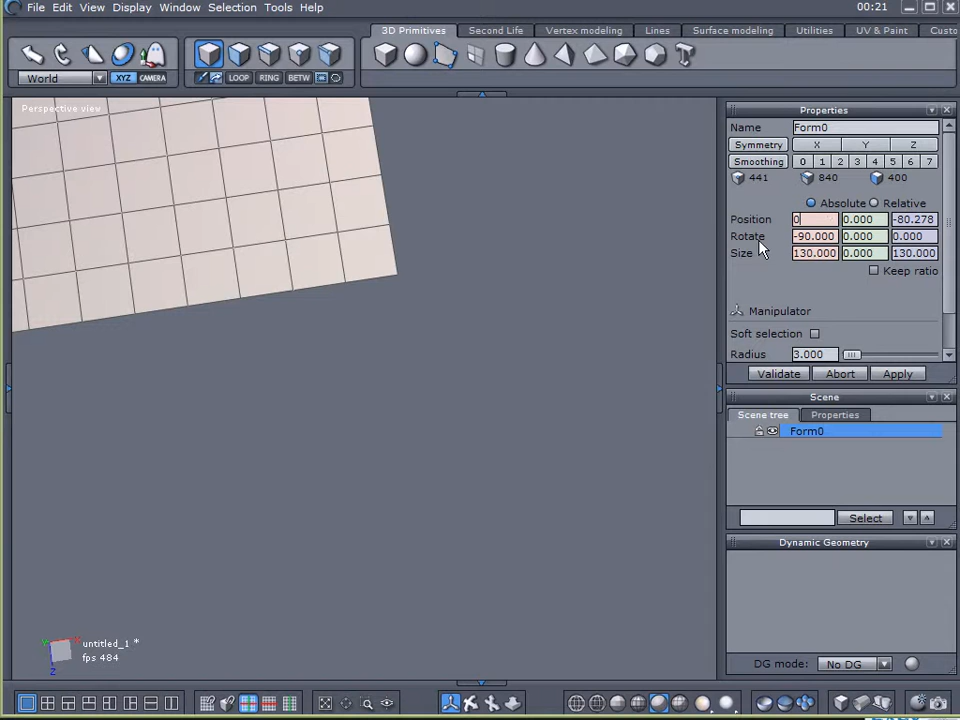 File Edit View Display Window Selection Tools Help
00:21
3D Primitives Second Life Vertex modeling Lines Surface modeling Utilities UV & Paint Custo
World XYZ CAMERA
LOOP RING BETW
Perspective view
Properties
Name Form0
Symmetry X Y Z
Smoothing 0 1 2 3 4 5 6 7
441 840 400
Absolute Relative
Position 0 0.000 -80.278
Rotate -90.000 0.000 0.000
Size 130.000 0.000 130.000
Keep ratio
Manipulator
Soft selection
Radius 3.000
Validate Abort Apply
Scene
Scene tree Properties
Form0
Select
Dynamic Geometry
DG mode: No DG
Y
Z
untitled_1 *
fps 484